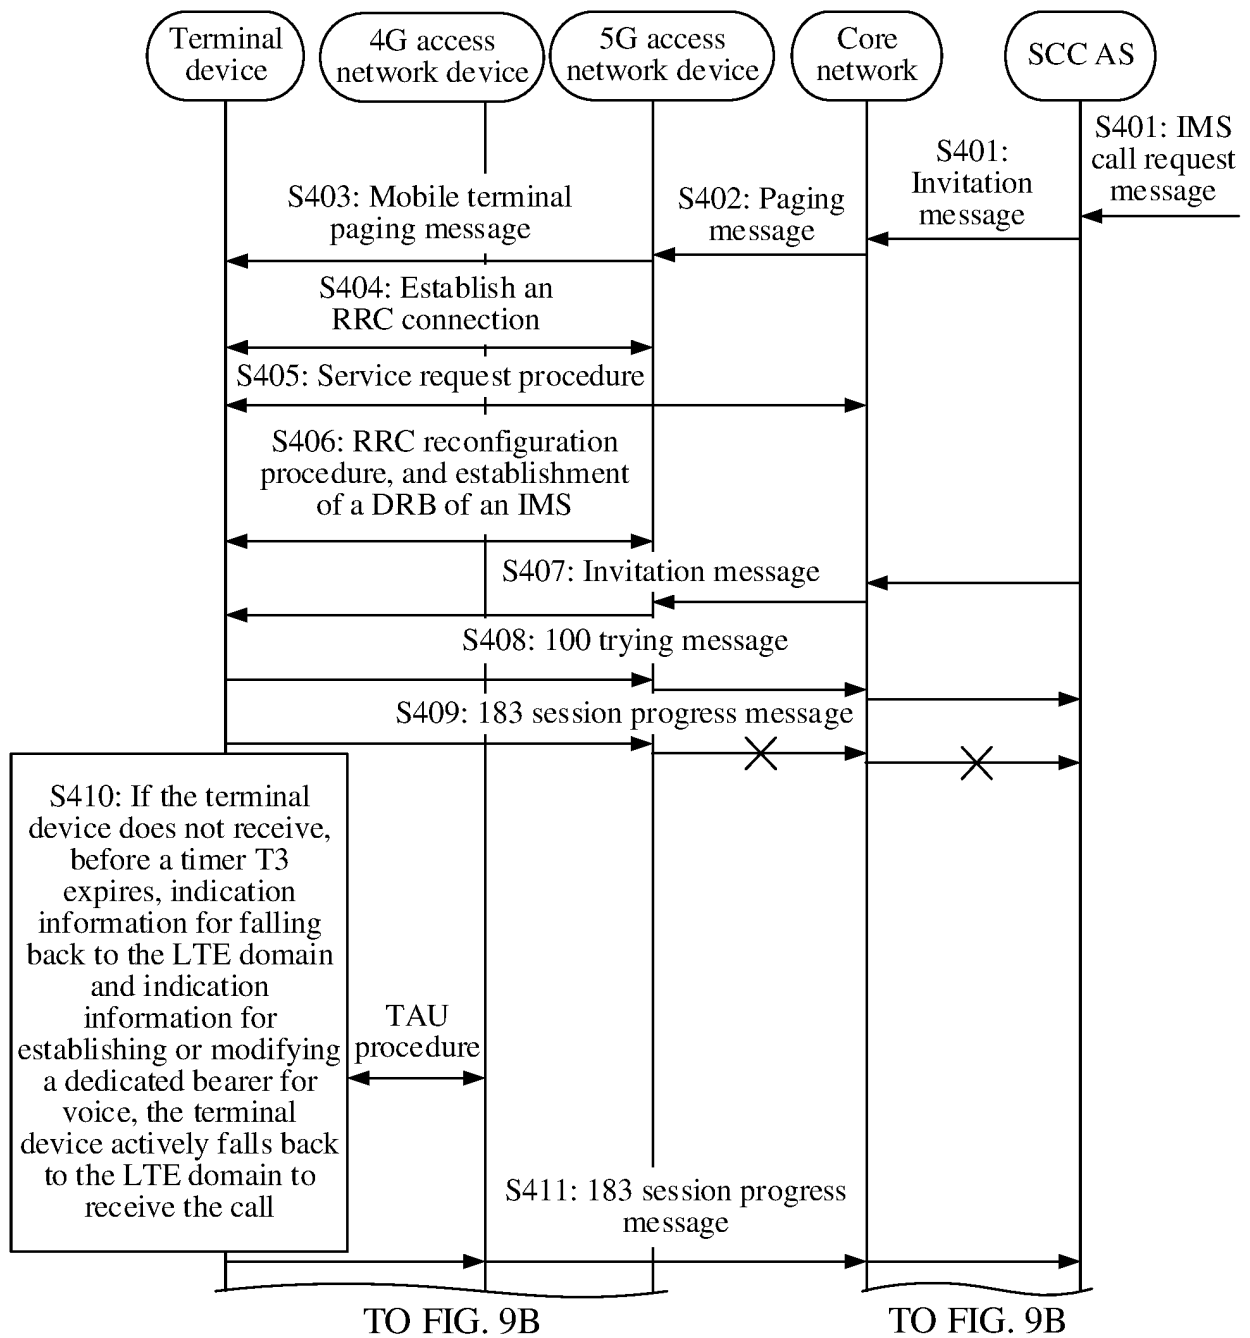 Terminal
device
4G access
network device
5G access
network device
Core
network
SCC AS
S401: IMS
call request
message
S401:
Invitation
message
S402: Paging
message
S403: Mobile terminal
paging message
S404: Establish an
RRC connection
S405: Service request procedure
S406: RRC reconfiguration
procedure, and establishment
of a DRB of an IMS
S407: Invitation message
S408: 100 trying message
S409: 183 session progress message
S410: If the terminal
device does not receive,
before a timer T3
expires, indication
information for falling
back to the LTE domain
and indication
information for
establishing or modifying
a dedicated bearer for
voice, the terminal
device actively falls back
to the LTE domain to
receive the call
TAU
procedure
S411: 183 session progress
message
TO FIG. 9B
TO FIG. 9B